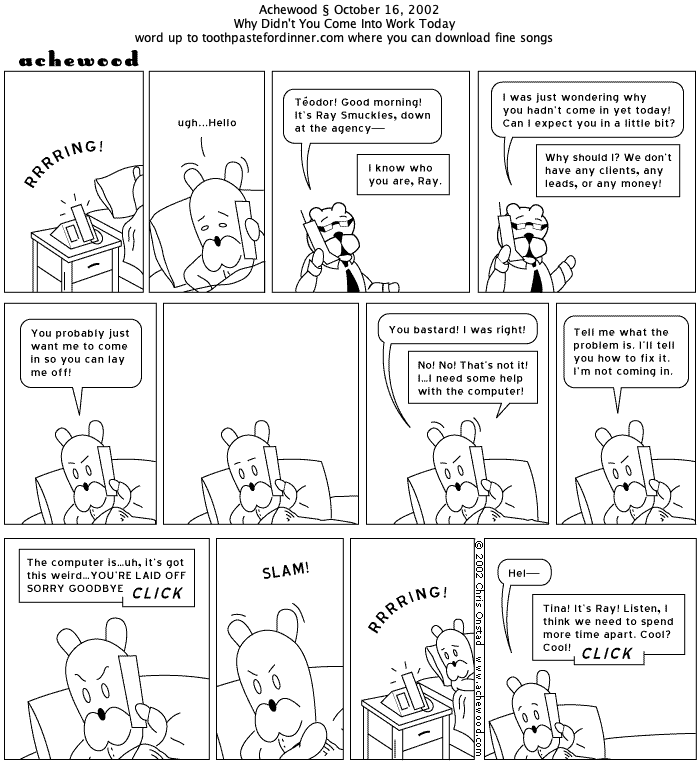 Achewood § October 16, 2002
Why Didn't You Come Into Work Today
word up to toothpastefordinner.com where you can download fine songs
achewood
RRRRING!
ugh...Hello
Téodor! Good morning!
It's Ray Smuckles, down
at the agency—
I know who
you are, Ray.
I was just wondering why
you hadn't come in yet today!
Can I expect you in a little bit?
Why should I? We don't
have any clients, any
leads, or any money!
You probably just
want me to come
in so you can lay
me off!
You bastard! I was right!
No! No! That's not it!
I...I need some help
with the computer!
Tell me what the
problem is. I'll tell
you how to fix it.
I'm not coming in.
The computer is...uh, it's got
this weird...YOU'RE LAID OFF
SORRY GOODBYE
CLICK
SLAM!
RRRRING!
© 2002 Chris Onstad www.achewood.com
Hel—
Tina! It's Ray! Listen, I
think we need to spend
more time apart. Cool?
Cool!
CLICK